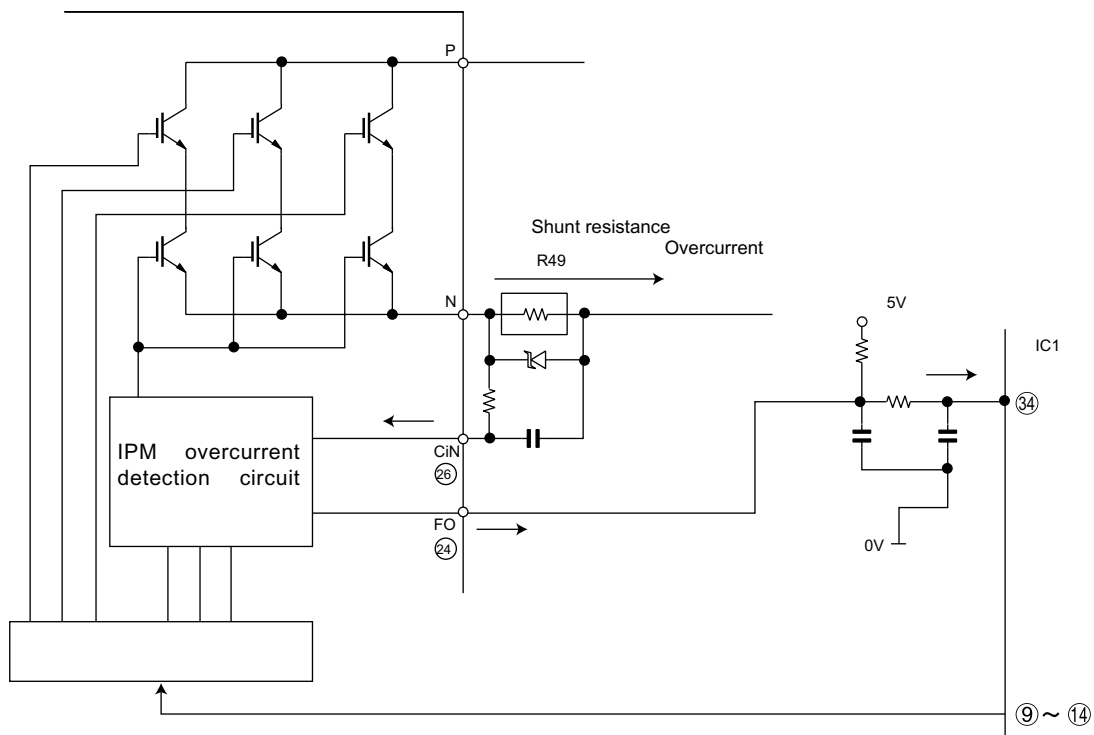 P
Shunt resistance
Overcurrent
R49
N
5V
IC1
㉞
IPM overcurrent
detection circuit
CiN
㉖
FO
㉔
0V
⑨～⑭